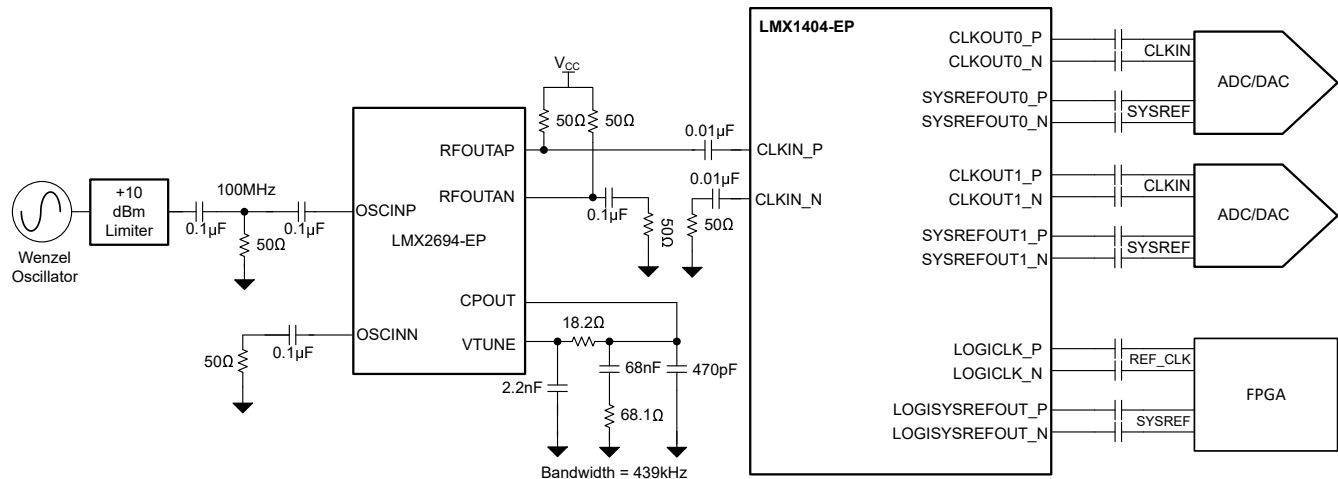 LMX1404-EP
CLKOUT0_P
CLKIN
CLKOUT0_N
ADC/DAC
SYSREFOUT0_P
SYSREF
SYSREFOUT0_N
VCC
50Ω
50Ω
0.01µF
RFOUTAP
CLKIN_P
CLKOUT1_P
CLKIN
CLKOUT1_N
ADC/DAC
0.01µF
RFOUTAN
CLKIN_N
0.1µF
50Ω
50Ω
SYSREFOUT1_P
SYSREF
SYSREFOUT1_N
+10
dBm
Limiter
100MHz
0.1µF
0.1µF
50Ω
OSCINP
LMX2694-EP
Wenzel
Oscillator
CPOUT
18.2Ω
OSCINN
VTUNE
0.1µF
50Ω
2.2nF
68nF
470pF
68.1Ω
Bandwidth = 439kHz
LOGICLK_P
REF_CLK
LOGICLK_N
FPGA
LOGISYSREFOUT_P
SYSREF
LOGISYSREFOUT_N